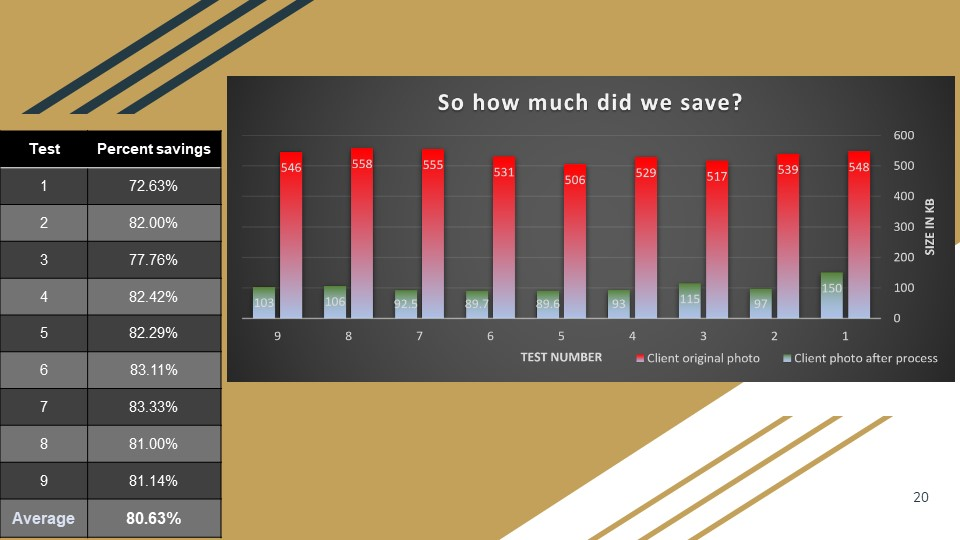 Test Percent savings
1 72.63%
2 82.00%
3 77.76%
4 82.42%
5 82.29%
6 83.11%
7 83.33%
8 81.00%
9 81.14%
Average 80.63%
So how much did we save?
600
500
400
300
200
100
0
SIZE IN KB
546 558 555 531 506 529 517 539 548
103 106 92.5 89.7 89.6 93 115 97 150
9 8 7 6 5 4 3 2 1
TEST NUMBER
Client original photo Client photo after process
20